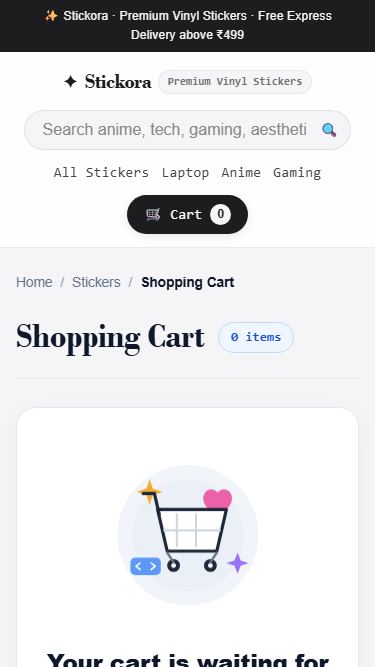 ✨ Stickora · Premium Vinyl Stickers · Free Express
Delivery above ₹499
✦ Stickora Premium Vinyl Stickers
Search anime, tech, gaming, aestheti
All Stickers Laptop Anime Gaming
🛒 Cart 0
Home / Stickers / Shopping Cart
Shopping Cart 0 items
Your cart is waiting for